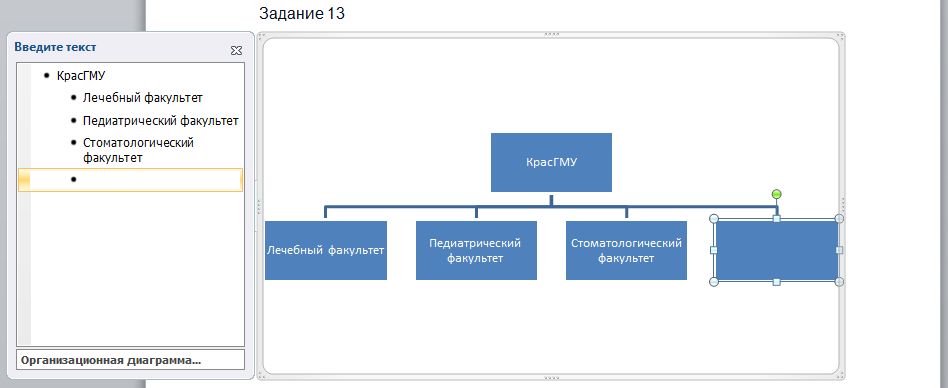 Задание 13
Введите текст
КрасГМУ
Лечебный факультет
Педиатрический факультет
Стоматологический
факультет
Организационная диаграмма...
КрасГМУ
Лечебный факультет
Педиатрический
факультет
Стоматологический
факультет